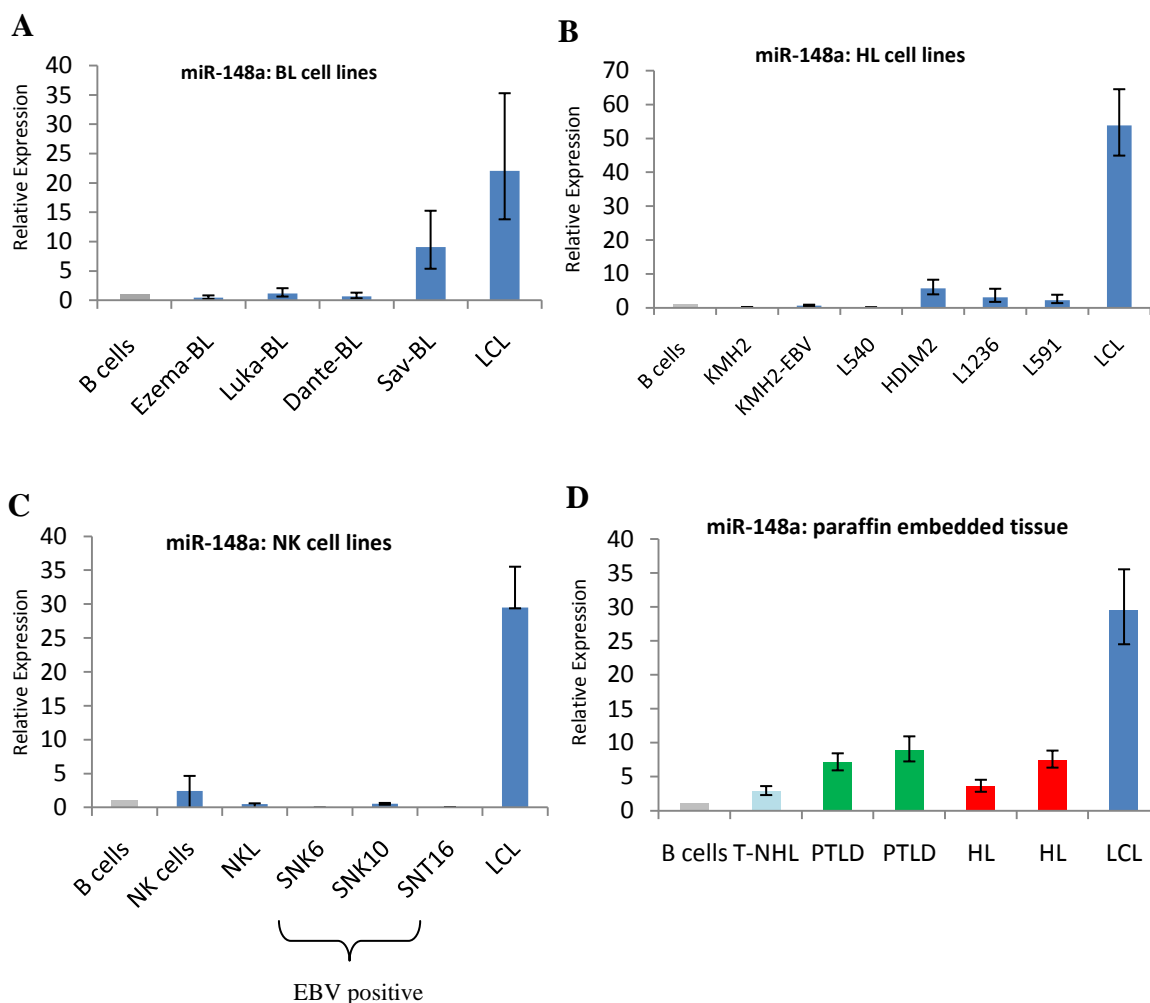 A
miR-148a: BL cell lines
Relative Expression
40
35
30
25
20
15
10
5
0
B cells
Ezema-BL
Luka-BL
Dante-BL
Sav-BL
LCL
B
miR-148a: HL cell lines
Relative Expression
70
60
50
40
30
20
10
0
B cells
KMH2
KMH2-EBV
L540
HDLM2
L1236
L591
LCL
C
miR-148a: NK cell lines
Relative Expression
40
35
30
25
20
15
10
5
0
B cells
NK cells
NKL
SNK6
SNK10
SNT16
LCL
EBV positive
D
miR-148a: paraffin embedded tissue
Relative Expression
40
35
30
25
20
15
10
5
0
B cells T-NHL PTLD PTLD HL HL LCL